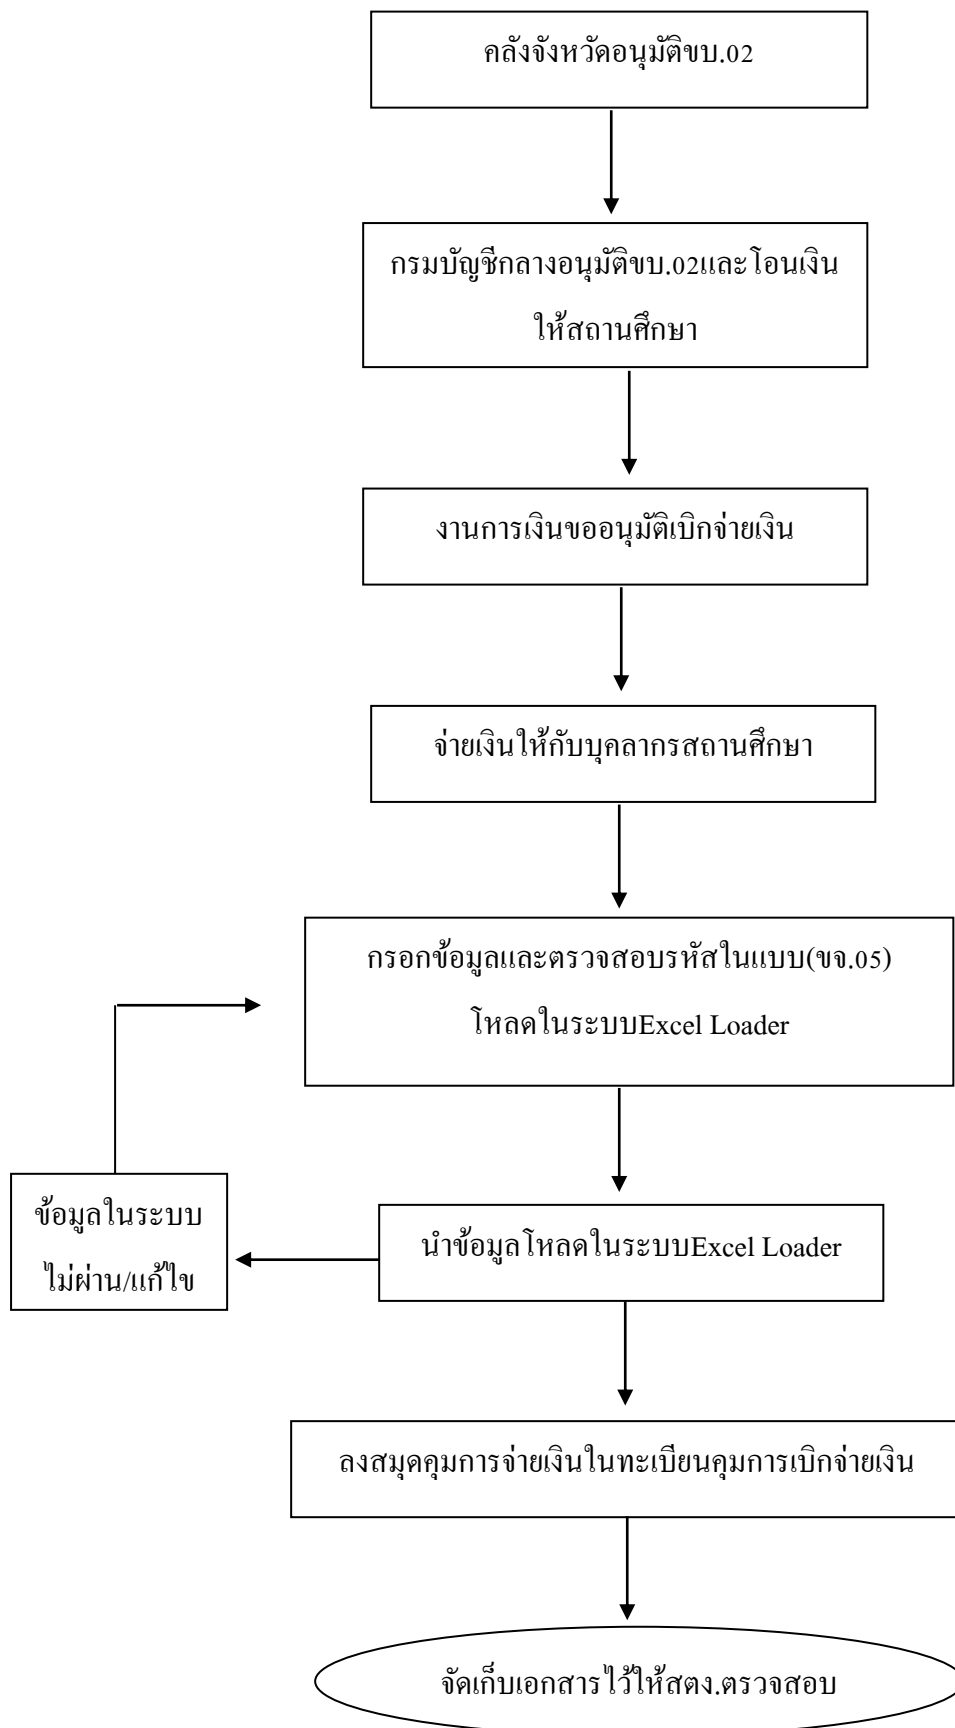 คลังจังหวัดอนุมัติขบ.02
กรมบัญชีกลางอนุมัติขบ.02และโอนเงิน
ให้สถานศึกษา
งานการเงินขออนุมัติเบิกจ่ายเงิน
จ่ายเงินให้กับบุคลากรสถานศึกษา
กรอกข้อมูลและตรวจสอบรหัสในแบบ(ขจ.05)
โหลดในระบบExcel Loader
ข้อมูลในระบบ
ไม่ผ่าน/แก้ไข
นำข้อมูลโหลดในระบบExcel Loader
ลงสมุดคุมการจ่ายเงินในทะเบียนคุมการเบิกจ่ายเงิน
จัดเก็บเอกสารไว้ให้สตง.ตรวจสอบ